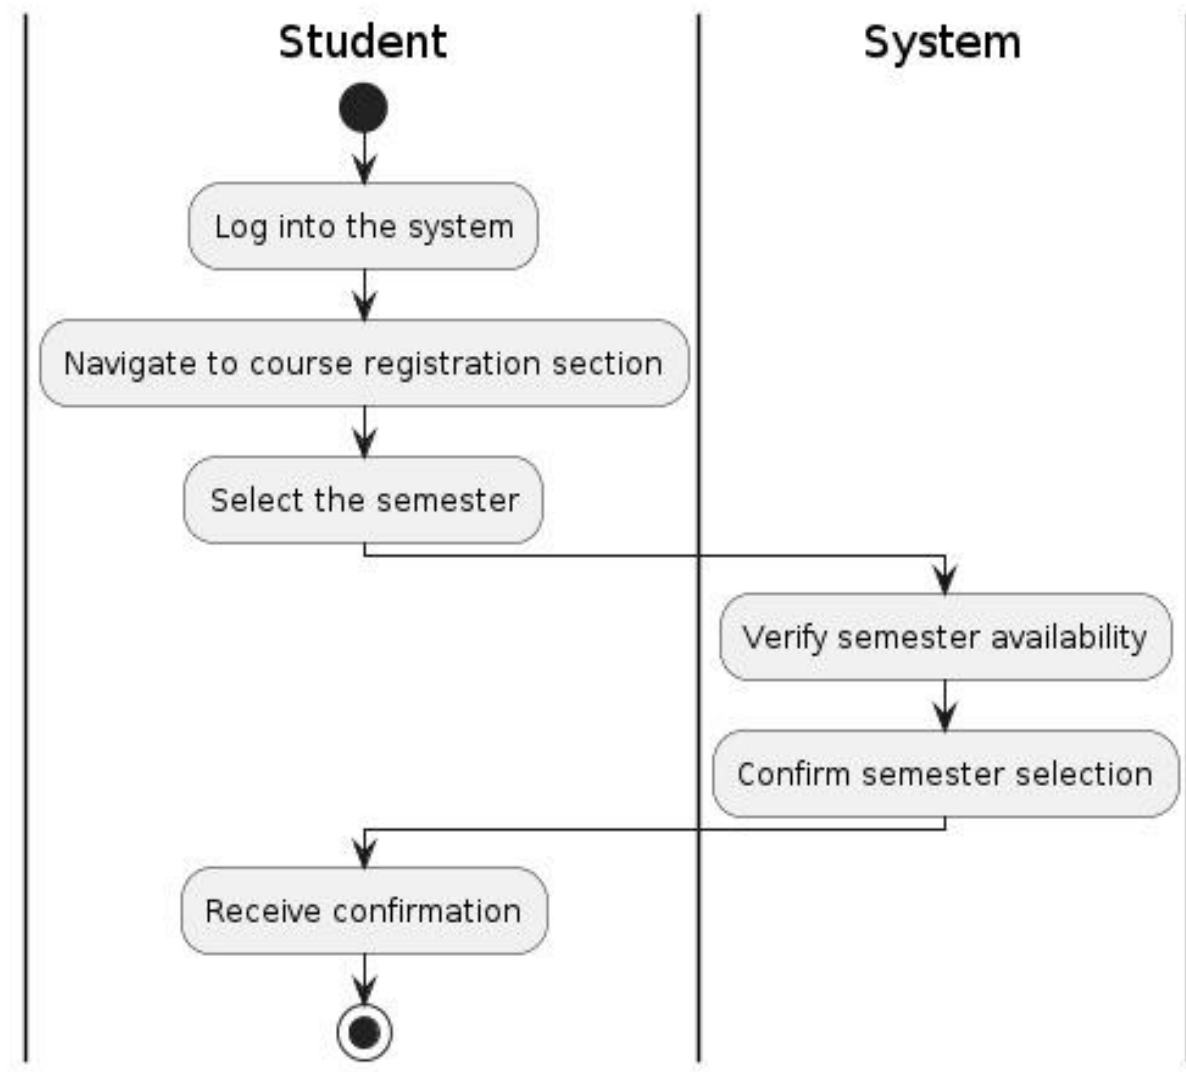 Student
System
Log into the system
Navigate to course registration section
Select the semester
Verify semester availability
Confirm semester selection
Receive confirmation